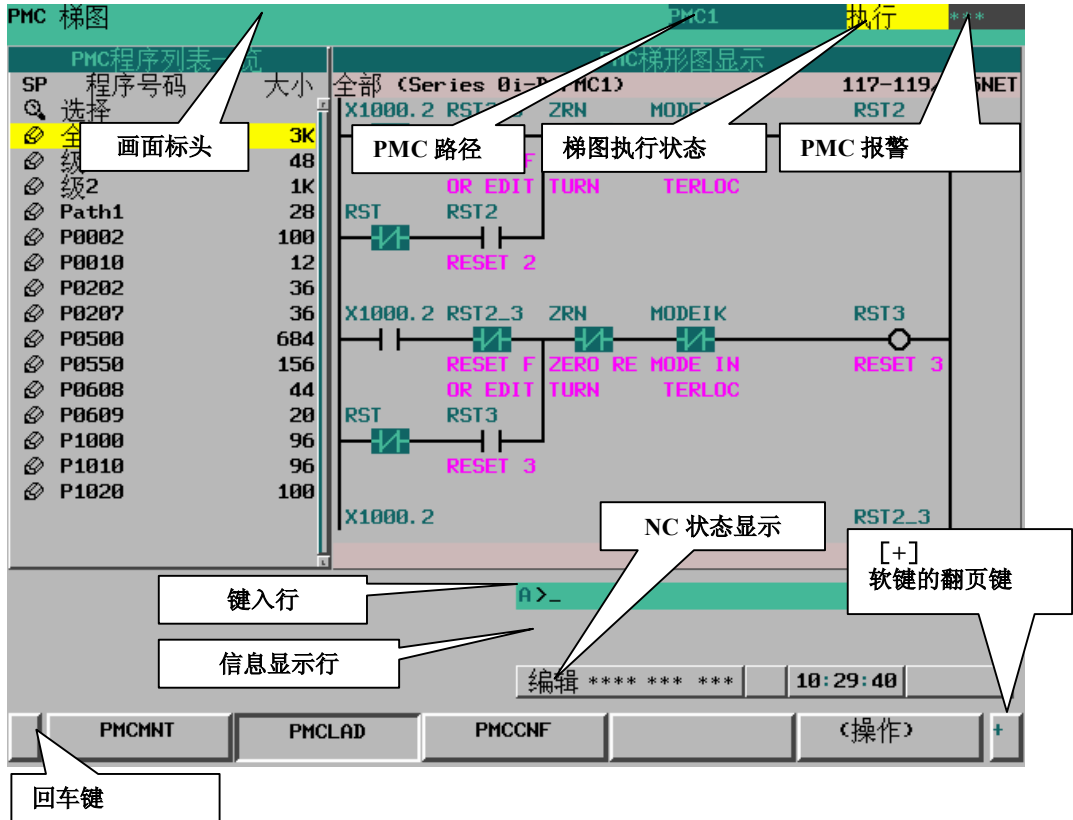 PMC 梯图 PMC1 执行 ***
PMC程序列表一览
SP 程序号码 大小
选择
3K
48
级2 1K
Path1 28
P0002 100
P0010 12
P0202 36
P0207 36
P0500 684
P0550 156
P0608 44
P0609 20
P1000 96
P1010 96
P1020 100
PMC梯形图显示
全部 (Series 0i-D PMC1) 117-119/ NET
X1000.2 ZRN RST2
OR EDIT TURN TERLOC
RST RST2
RESET 2
X1000.2 RST2_3 ZRN MODEIK RST3
RESET F ZERO RE MODE IN RESET 3
OR EDIT TURN TERLOC
RST RST3
RESET 3
X1000.2 RST2_3
画面标头
PMC 路径
梯图执行状态
PMC 报警
NC 状态显示
[+]
软键的翻页键
键入行
A>_
信息显示行
编辑 **** *** *** 10:29:40
PMCMNT PMCLAD PMCCNF (操作) +
回车键